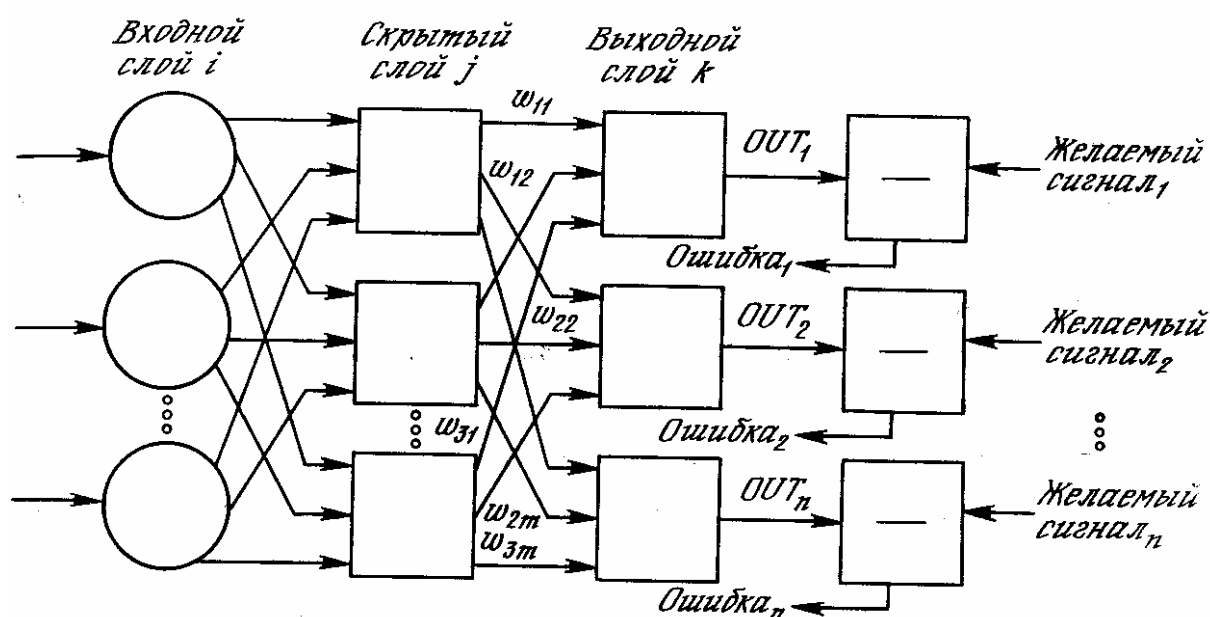 Входной
слой i
Скрытый
слой j
Выходной
слой k
w₁₁
OUT₁
Желаемый
сигнал₁
w₁₂
Ошибка₁
w₂₂
OUT₂
Желаемый
сигнал₂
w₃₁
Ошибка₂
OUTₙ
Желаемый
сигналₙ
w₂ₘ
w₃ₘ
Ошибкаₙ